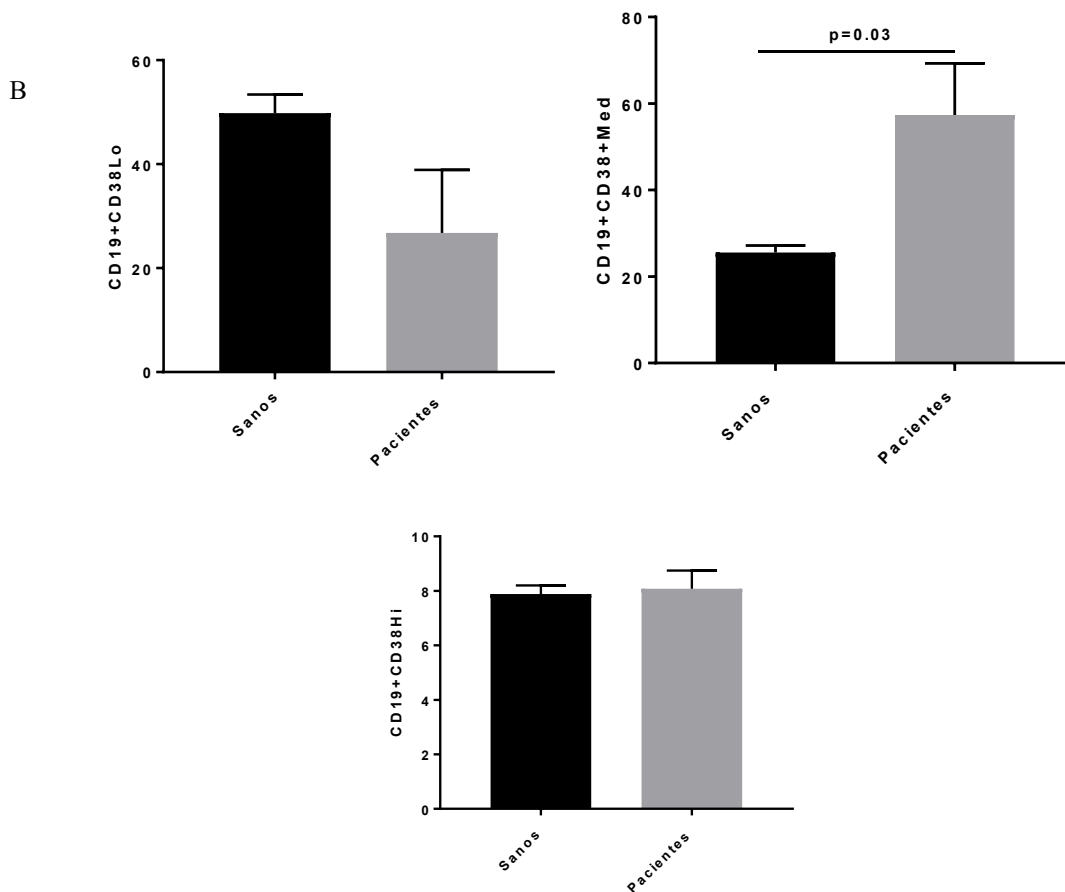 B
CD19+CD38Lo
60
40
20
0
Sanos
Pacientes
CD19+CD38+Med
80
60
40
20
0
p=0.03
Sanos
Pacientes
CD19+CD38Hi
10
8
6
4
2
0
Sanos
Pacientes